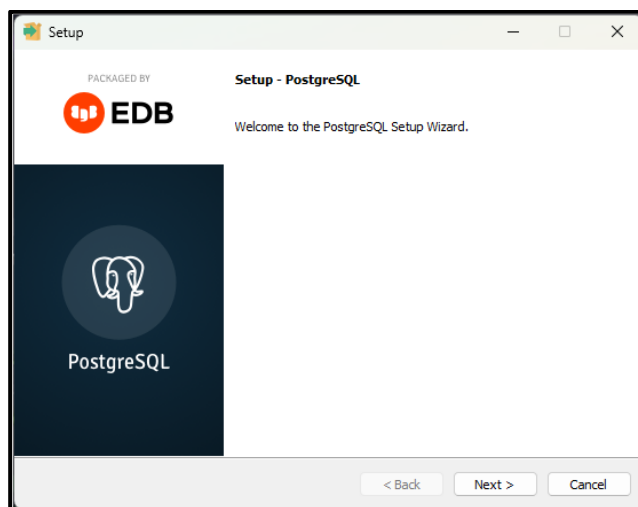 Setup
PACKAGED BY
EDB
Setup - PostgreSQL
Welcome to the PostgreSQL Setup Wizard.
PostgreSQL
< Back
Next >
Cancel